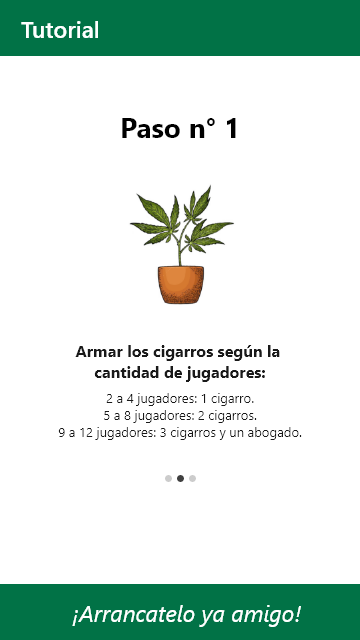 Tutorial
Paso n° 1
Armar los cigarros según la
cantidad de jugadores:
2 a 4 jugadores: 1 cigarro.
5 a 8 jugadores: 2 cigarros.
9 a 12 jugadores: 3 cigarros y un abogado.
¡Arrancatelo ya amigo!